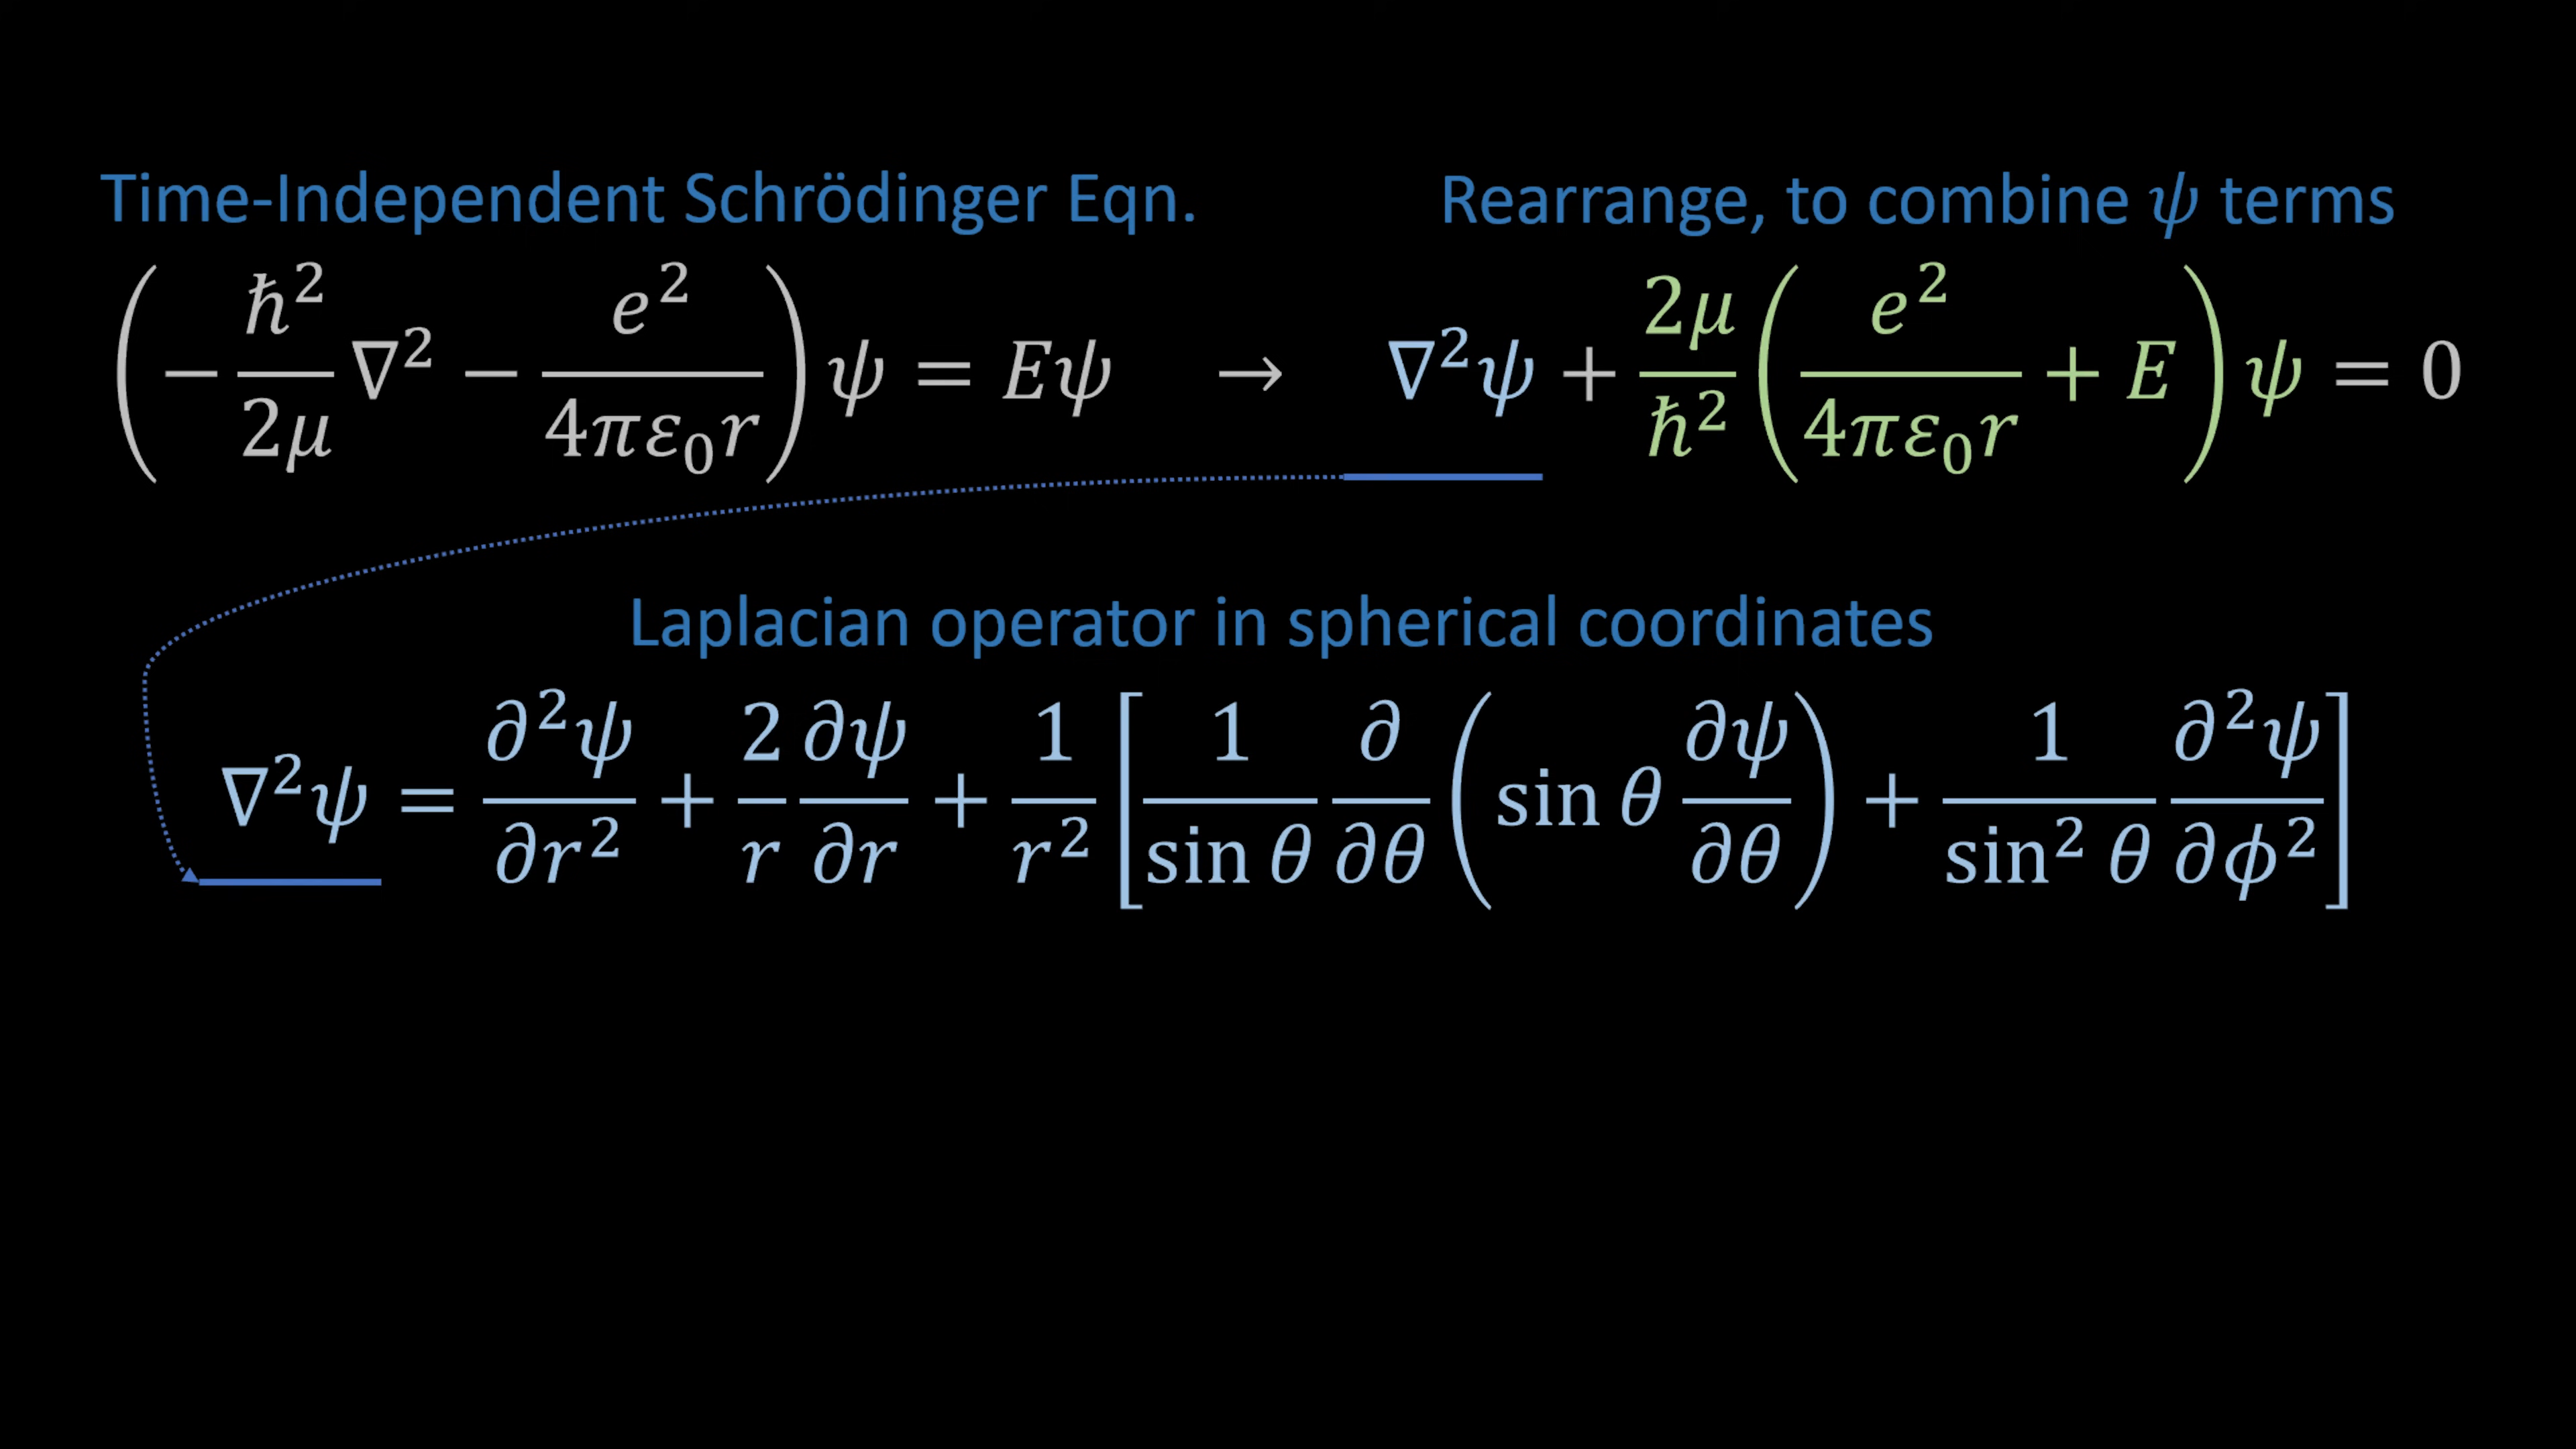 Time-Independent Schrödinger Eqn.
Rearrange, to combine ψ terms
(−ℏ²/2μ ∇² − e²/4πε₀r)ψ = Eψ → ∇²ψ + 2μ/ℏ² (e²/4πε₀r + E)ψ = 0
Laplacian operator in spherical coordinates
∇²ψ = ∂²ψ/∂r² + 2/r ∂ψ/∂r + 1/r² [1/sin θ ∂/∂θ (sin θ ∂ψ/∂θ) + 1/sin² θ ∂²ψ/∂ϕ²]